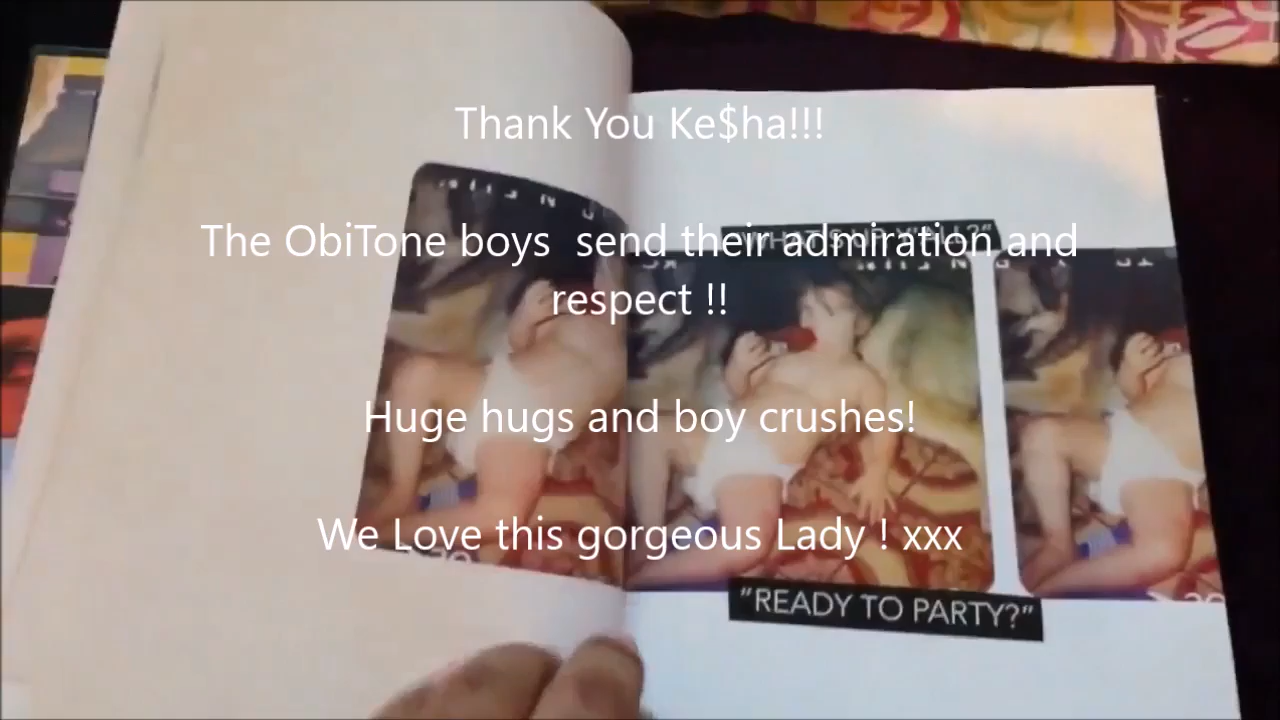 Thank You Ke$ha!!!
The ObiTone boys  send their admiration and
respect !!
Huge hugs and boy crushes!
We Love this gorgeous Lady ! xxx
"READY TO PARTY?"